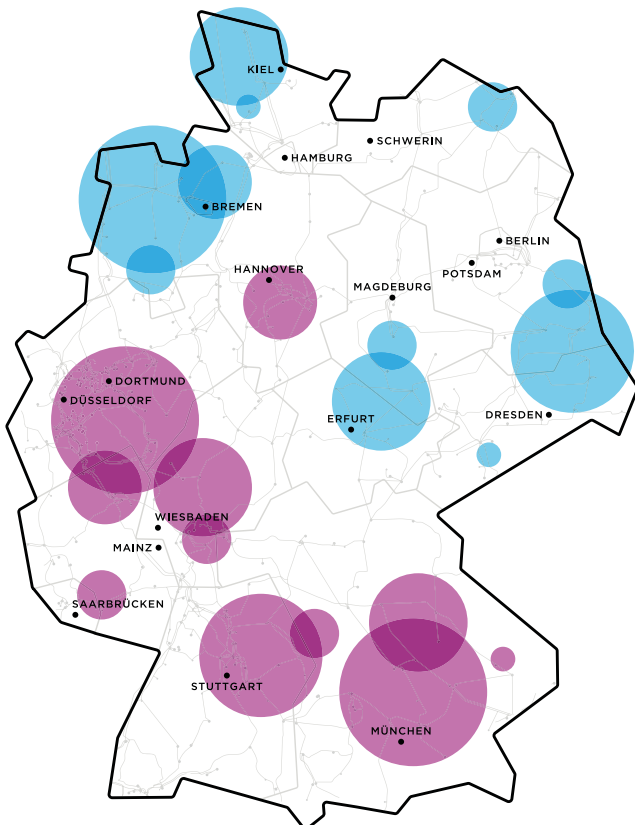 KIEL
SCHWERIN
HAMBURG
BREMEN
BERLIN
POTSDAM
HANNOVER
MAGDEBURG
DORTMUND
DÜSSELDORF
DRESDEN
ERFURT
WIESBADEN
MAINZ
SAARBRÜCKEN
STUTTGART
MÜNCHEN